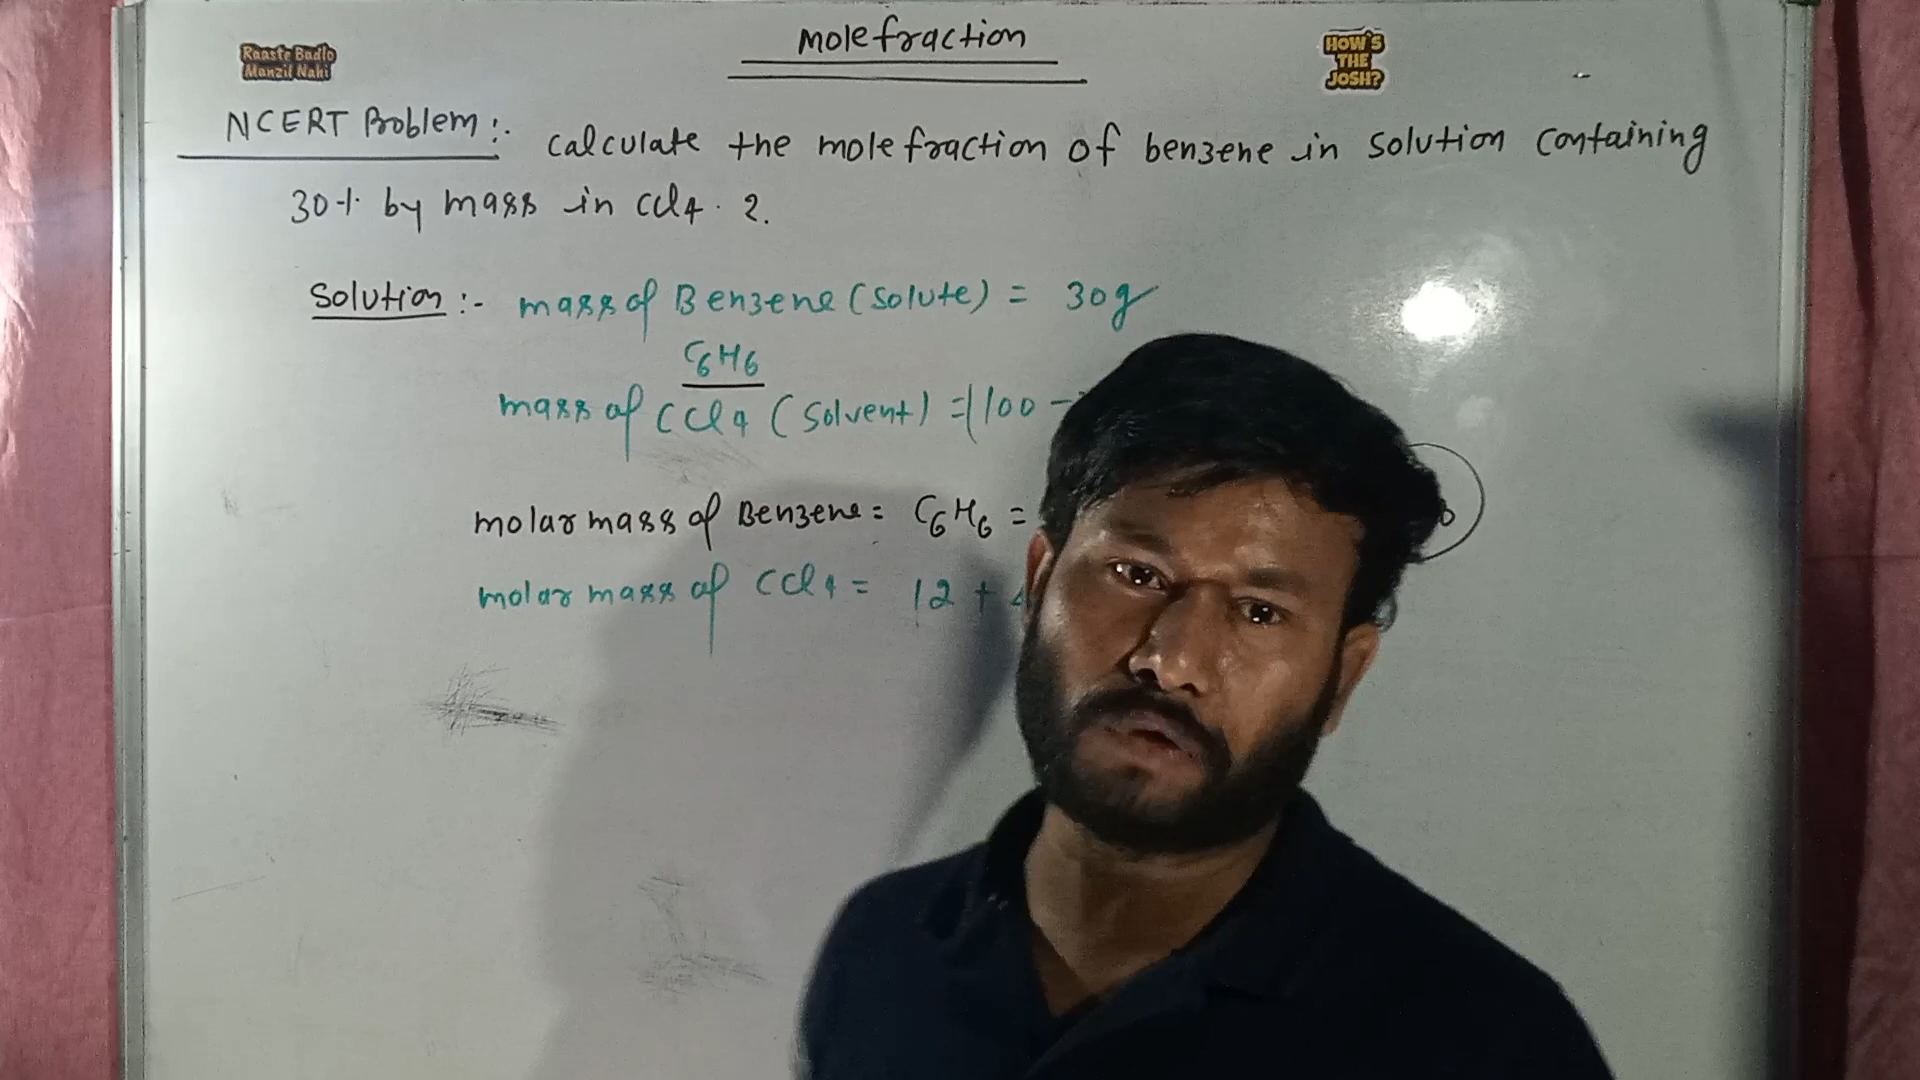 Mole fraction
Raaste Badlo
Manzil Nahi
HOW'S
THE
JOSH?
NCERT Problem :- Calculate the mole fraction of benzene in solution containing
30% by mass in CCl4. ?.
Solution :- mass of Benzene (solute) = 30g
C6H6
mass of CCl4 (Solvent) = (100 -
molar mass of Benzene = C6H6 =
molar mass of CCl4 = 12 + 4